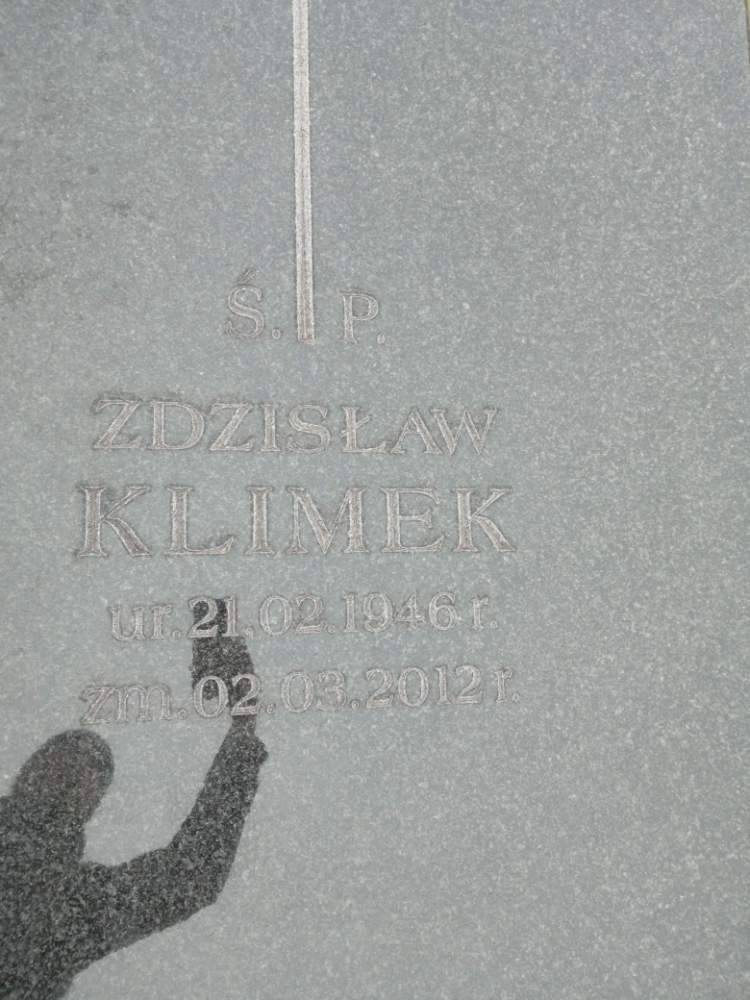 Ś. P.
ZDZISŁAW
KLIMEK
ur. 21.02.1946 r.
zm. 02.03.2012 r.